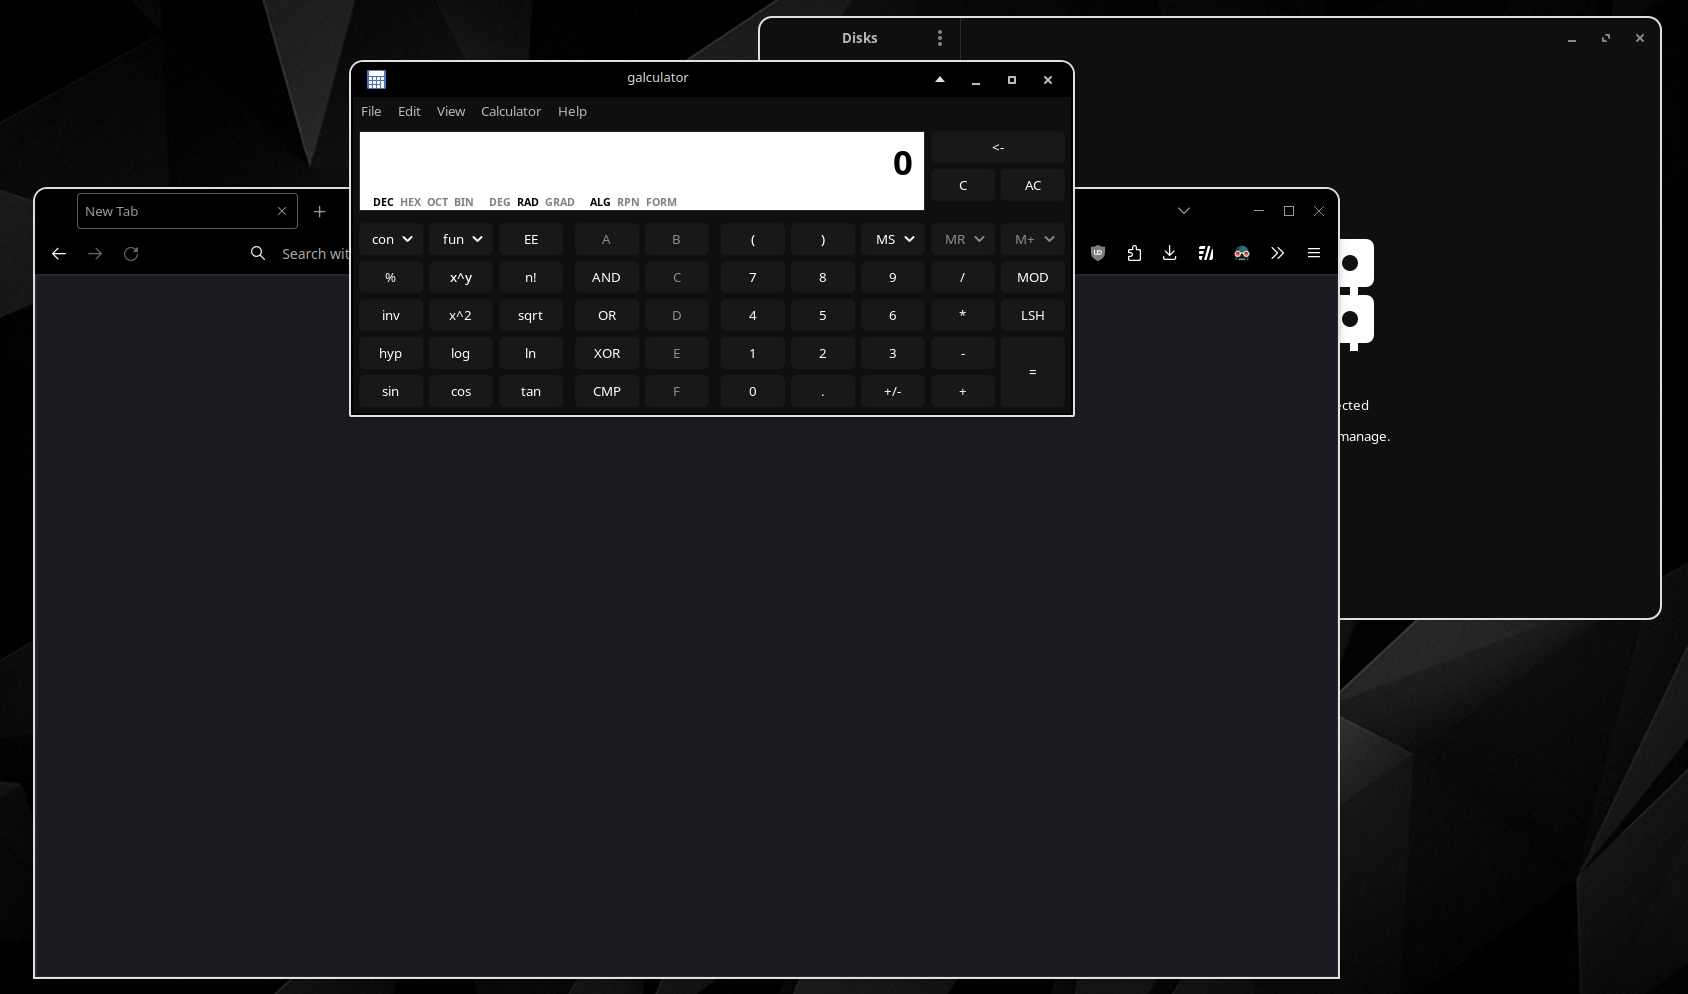 Disks
galculator
File Edit View Calculator Help
0
<-
DEC HEX OCT BIN DEG RAD GRAD ALG RPN FORM
C AC
New Tab
Search wit
con fun EE A B ( ) MS MR M+
% x^y n! AND C 7 8 9 / MOD
inv x^2 sqrt OR D 4 5 6 * LSH
hyp log ln XOR E 1 2 3 -
=
sin cos tan CMP F 0 . +/- +
ected
manage.